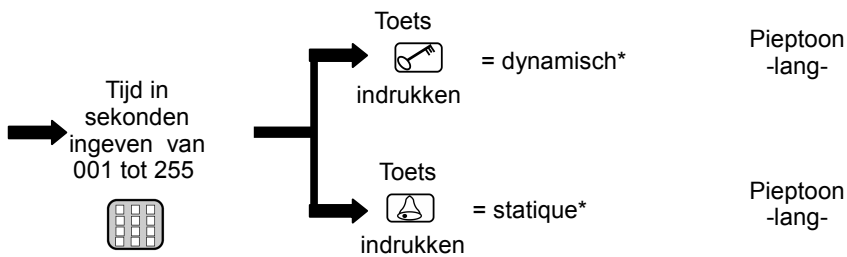 Tijd in
sekonden
ingeven van
001 tot 255
Toets
indrukken
= dynamisch*
Pieptoon
-lang-
Toets
indrukken
= statique*
Pieptoon
-lang-